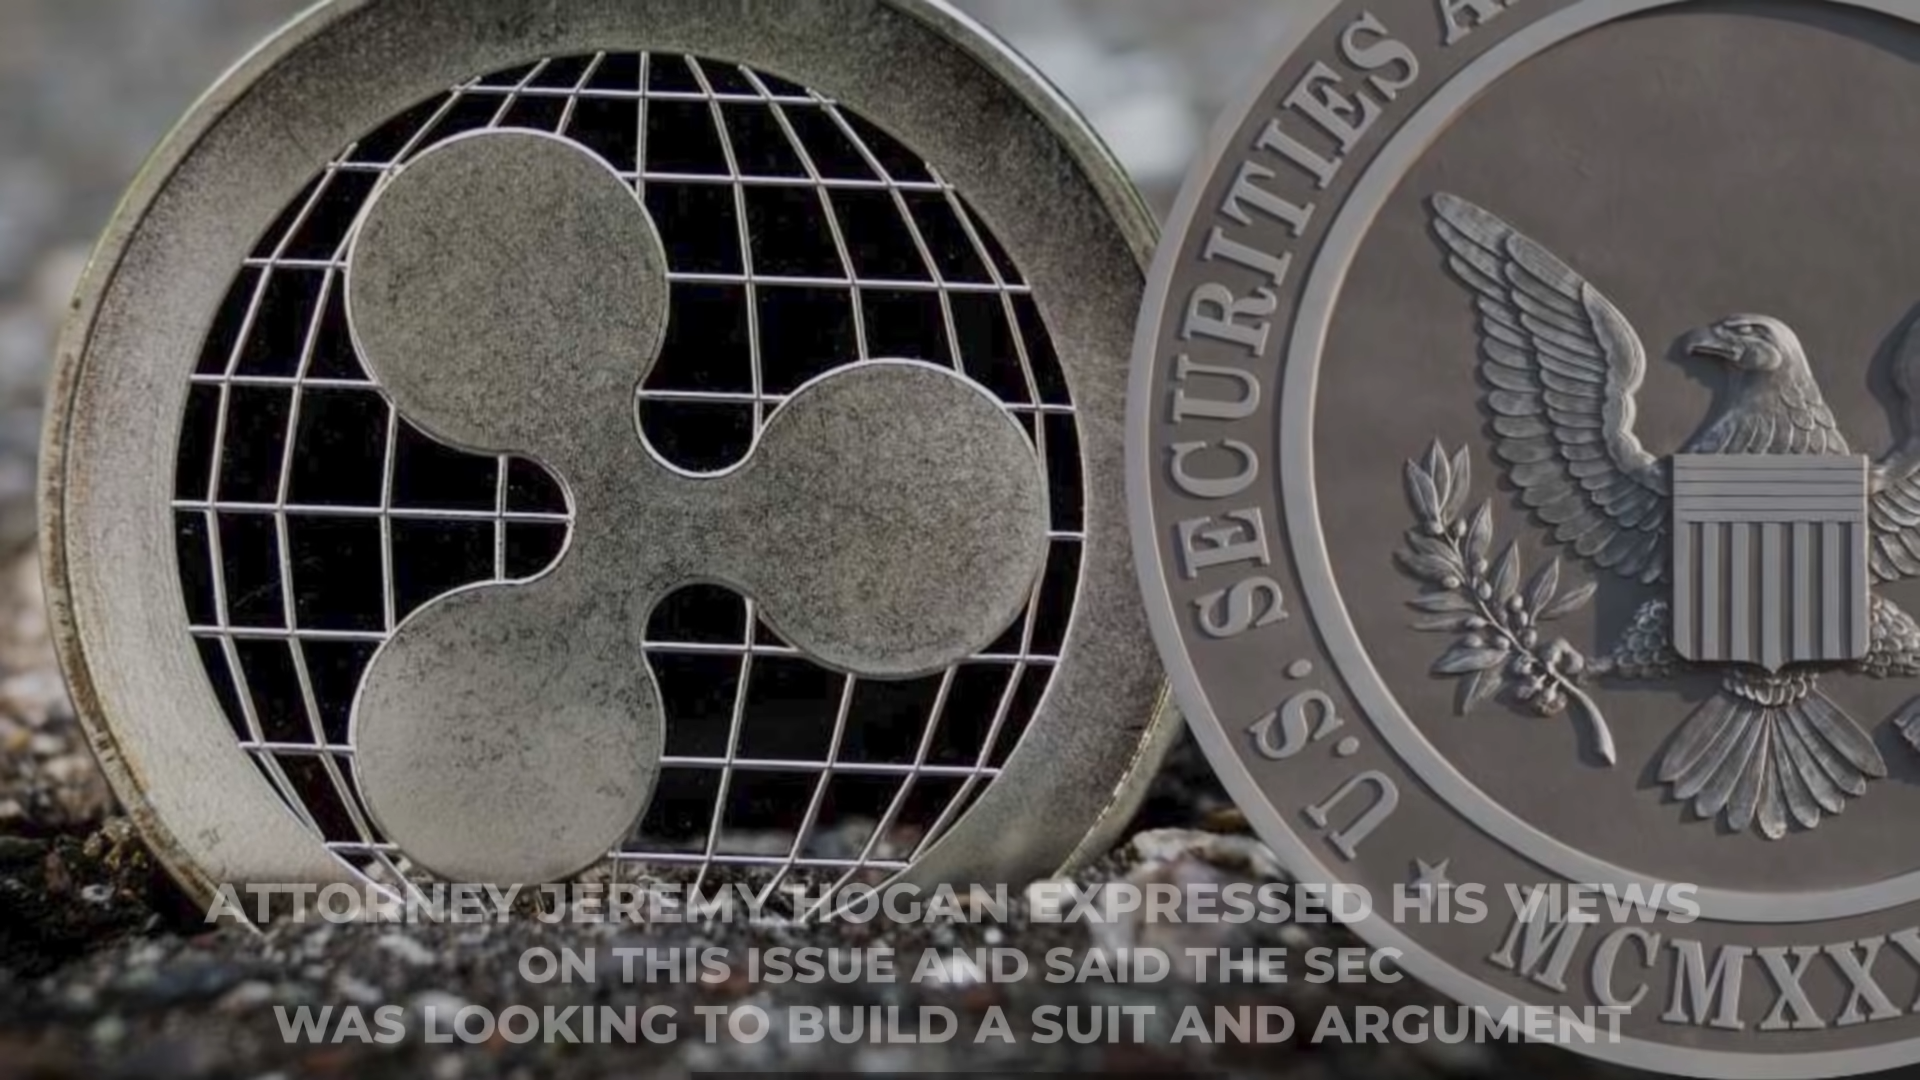 U.S. SECURITIES
MCMXXX
ATTORNEY JEREMY HOGAN EXPRESSED HIS VIEWS
ON THIS ISSUE AND SAID THE SEC
WAS LOOKING TO BUILD A SUIT AND ARGUMENT